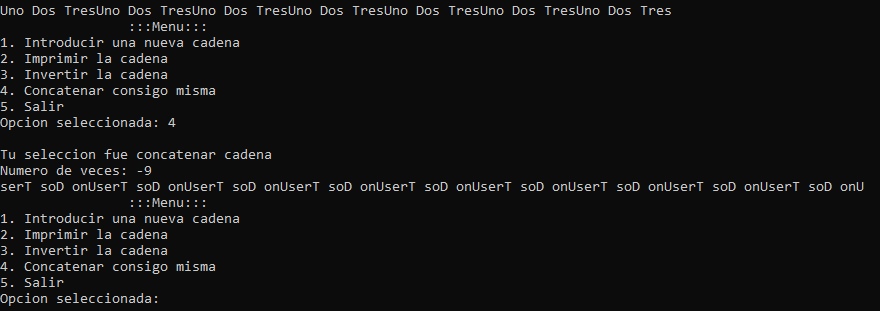 Uno Dos TresUno Dos TresUno Dos TresUno Dos TresUno Dos TresUno Dos TresUno Dos Tres
:::Menu:::
1. Introducir una nueva cadena
2. Imprimir la cadena
3. Invertir la cadena
4. Concatenar consigo misma
5. Salir
Opcion seleccionada: 4

Tu seleccion fue concatenar cadena
Numero de veces: -9
serT soD onUserT soD onUserT soD onUserT soD onUserT soD onUserT soD onUserT soD onUserT soD onUserT soD onU
:::Menu:::
1. Introducir una nueva cadena
2. Imprimir la cadena
3. Invertir la cadena
4. Concatenar consigo misma
5. Salir
Opcion seleccionada: